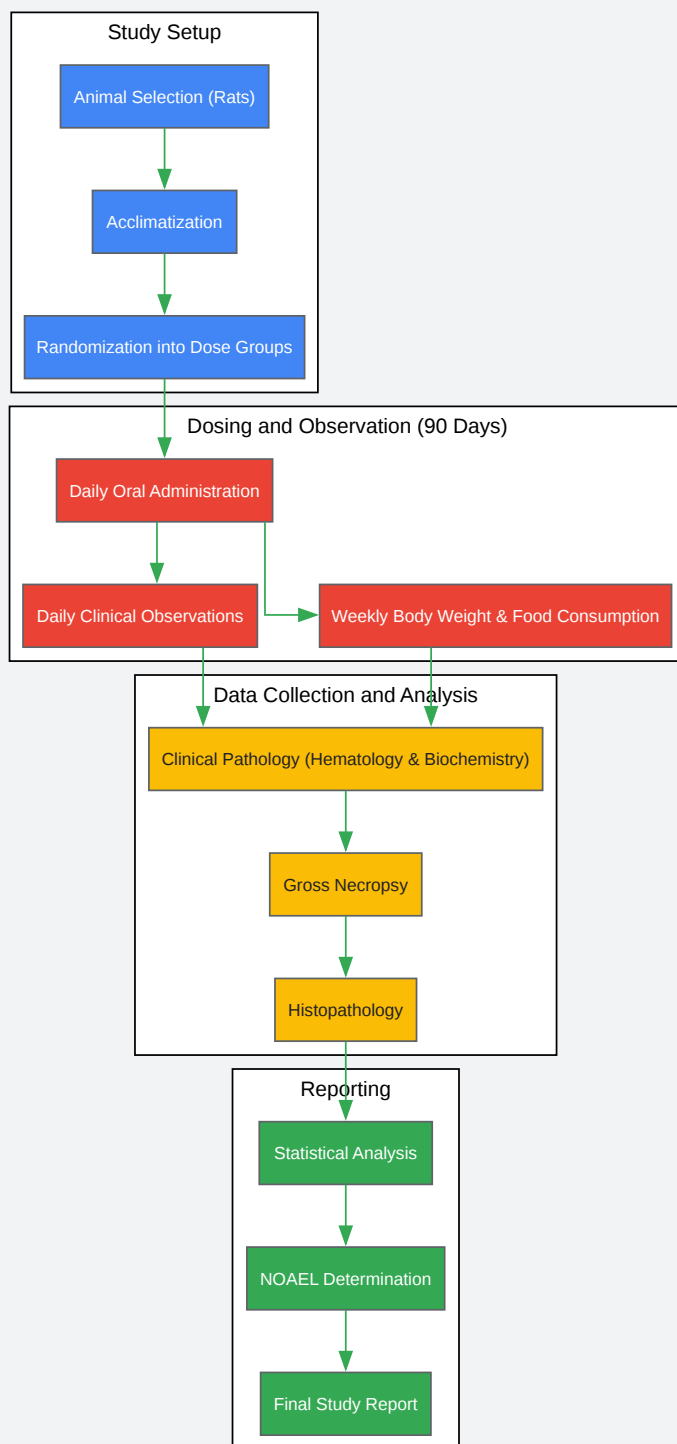 Study Setup
Animal Selection (Rats)
Acclimatization
Randomization into Dose Groups
Dosing and Observation (90 Days)
Daily Oral Administration
Daily Clinical Observations
Weekly Body Weight & Food Consumption
Data Collection and Analysis
Clinical Pathology (Hematology & Biochemistry)
Gross Necropsy
Histopathology
Reporting
Statistical Analysis
NOAEL Determination
Final Study Report